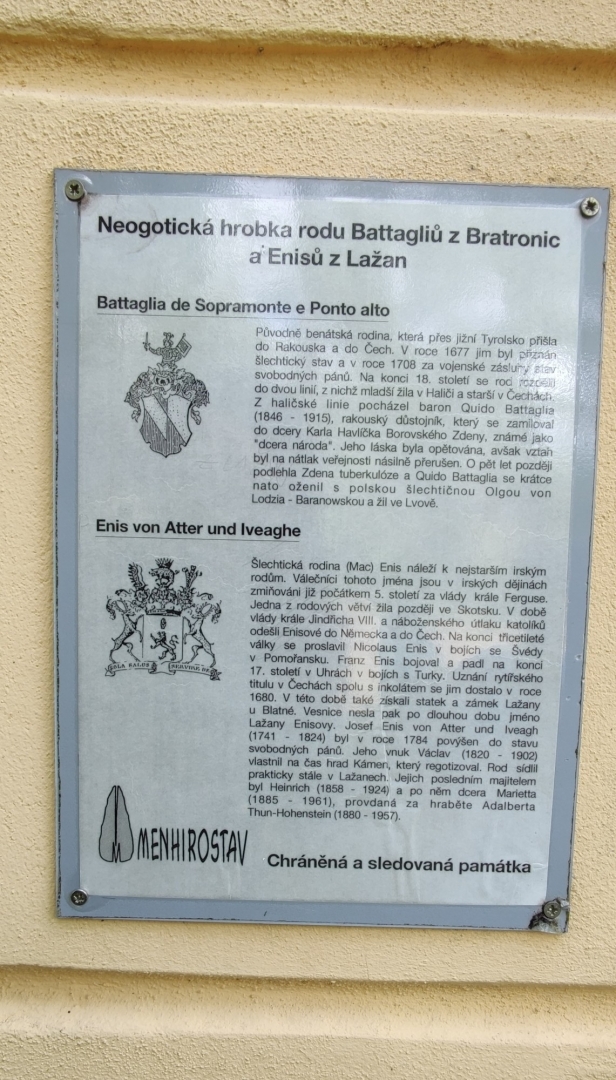 Neogotická hrobka rodu Battagliů z Bratronic
a Enisů z Lažan
Battaglia de Sopramonte e Ponto alto
Původně benátská rodina, která přes jižní Tyrolsko přišla
do Rakouska a do Čech. V roce 1677 jim byl přiznán
šlechtický stav a v roce 1708 za vojenské zásluhy stav
svobodných pánů. Na konci 18. století se rod rozdělil
do dvou linií, z nichž mladší žila v Haliči a starší v Čechách.
Z haličské linie pocházel baron Quido Battaglia
(1846 - 1915), rakouský důstojník, který se zamiloval
do dcery Karla Havlíčka Borovského Zdeny, známé jako
"dcera národa". Jeho láska byla opětována, avšak vztah
byl na nátlak veřejnosti násilně přerušen. O pět let později
podlehla Zdena tuberkulóze a Quido Battaglia se krátce
nato oženil s polskou šlechtičnou Olgou von
Lodzia - Baranowskou a žil ve Lvově.
Enis von Atter und Iveaghe
Šlechtická rodina (Mac) Enis náleží k nejstarším irským
rodům. Válečníci tohoto jména jsou v irských dějinách
zmiňováni již počátkem 5. století za vlády krále Ferguse.
Jedna z rodových větví žila později ve Skotsku. V době
vlády krále Jindřicha VIII. a náboženského útlaku katolíků
odešli Enisové do Německa a do Čech. Na konci třicetileté
války se proslavil Nicolaus Enis v bojích se Švédy
v Pomořansku. Franz Enis bojoval a padl na konci
17. století v Uhrách v bojích s Turky. Uznání rytířského
titulu v Čechách spolu s inkolátem se jim dostalo v roce
1680. V této době také získali statek a zámek Lažany
u Blatné. Vesnice nesla pak po dlouhou dobu jméno
Lažany Enisovy. Josef Enis von Atter und Iveagh
(1741 - 1824) byl v roce 1784 povýšen do stavu
svobodných pánů. Jeho vnuk Václav (1820 - 1902)
vlastnil na čas hrad Kámen, který regotizoval. Rod sídlil
prakticky stále v Lažanech. Jejich posledním majitelem
byl Heinrich (1858 - 1924) a po něm dcera Marietta
(1885 - 1961), provdaná za hraběte Adalberta
Thun-Hohenstein (1880 - 1957).
SOLA SALUS SERVIRE DEO
MENHIROSTAV
Chráněná a sledovaná památka